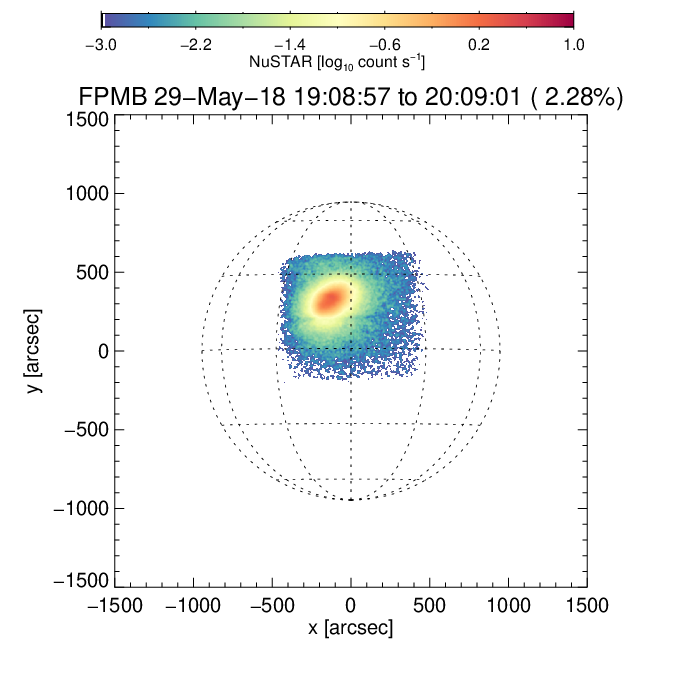 −3.0 −2.2 −1.4 −0.6 0.2 1.0
NuSTAR [log₁₀ count s⁻¹]
FPMB 29−May−18 19:08:57 to 20:09:01 ( 2.28%)
1500
1000
500
0
−500
−1000
−1500
y [arcsec]
−1500 −1000 −500 0 500 1000 1500
x [arcsec]